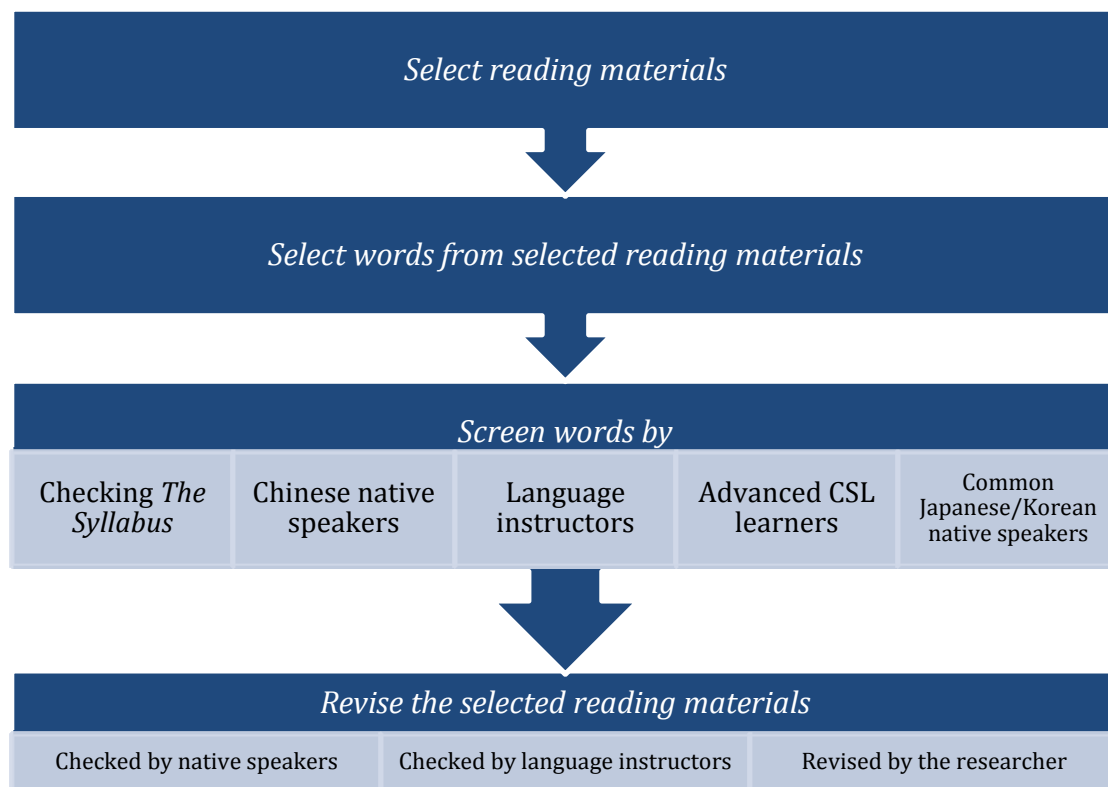 Select reading materials
Select words from selected reading materials
Screen words by
Checking The
Syllabus
Chinese native
speakers
Language
instructors
Advanced CSL
learners
Common
Japanese/Korean
native speakers
Revise the selected reading materials
Checked by native speakers
Checked by language instructors
Revised by the researcher